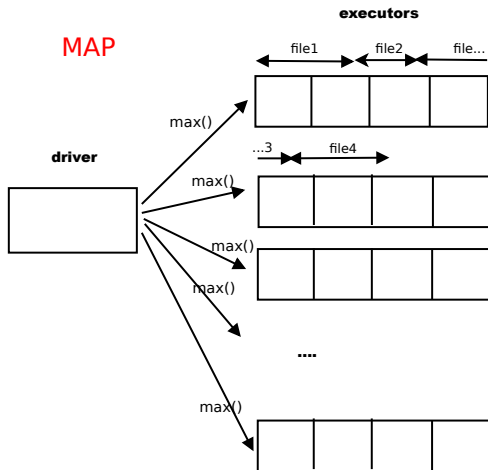 executors
MAP
file1
file2
file...
max()
...3
file4
driver
max()
max()
max()
....
max()